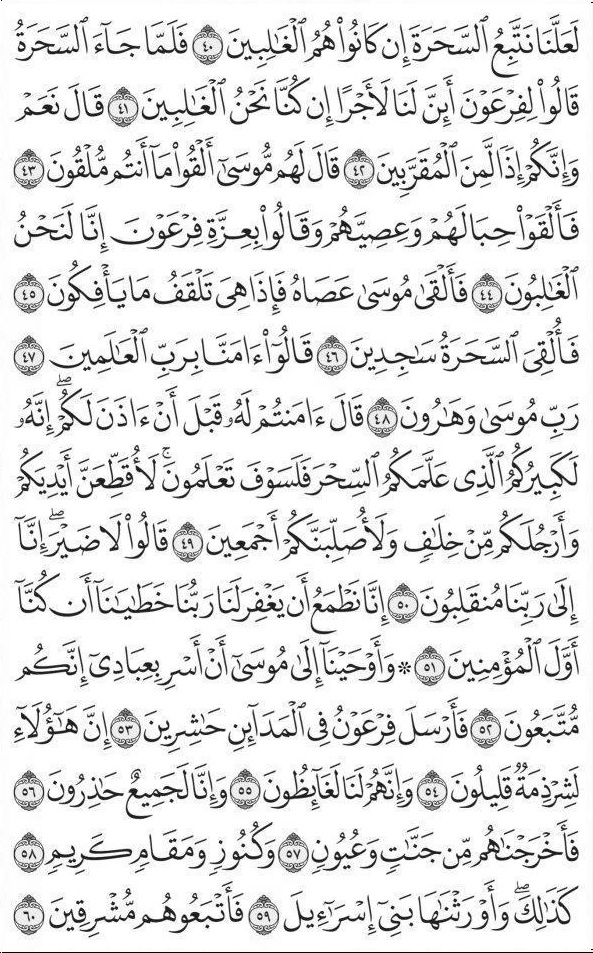 لَعَلَّنَا نَتَّبِعُ ٱلسَّحَرَةَ إِن كَانُواْ هُمُ ٱلْغَٰلِبِينَ ٤٠ فَلَمَّا جَآءَ ٱلسَّحَرَةُ
قَالُواْ لِفِرْعَوْنَ أَئِنَّ لَنَا لَأَجْرًا إِن كُنَّا نَحْنُ ٱلْغَٰلِبِينَ ٤١ قَالَ نَعَمْ
وَإِنَّكُمْ إِذًا لَّمِنَ ٱلْمُقَرَّبِينَ ٤٢ قَالَ لَهُم مُّوسَىٰٓ أَلْقُواْ مَآ أَنتُم مُّلْقُونَ ٤٣
فَأَلْقَوْاْ حِبَالَهُمْ وَعِصِيَّهُمْ وَقَالُواْ بِعِزَّةِ فِرْعَوْنَ إِنَّا لَنَحْنُ
ٱلْغَٰلِبُونَ ٤٤ فَأَلْقَىٰ مُوسَىٰ عَصَاهُ فَإِذَا هِىَ تَلْقَفُ مَا يَأْفِكُونَ ٤٥
فَأُلْقِىَ ٱلسَّحَرَةُ سَٰجِدِينَ ٤٦ قَالُوٓاْ ءَامَنَّا بِرَبِّ ٱلْعَٰلَمِينَ ٤٧
رَبِّ مُوسَىٰ وَهَٰرُونَ ٤٨ قَالَ ءَامَنتُمْ لَهُۥ قَبْلَ أَنْ ءَاذَنَ لَكُمْۖ إِنَّهُۥ
لَكَبِيرُكُمُ ٱلَّذِى عَلَّمَكُمُ ٱلسِّحْرَ فَلَسَوْفَ تَعْلَمُونَۚ لَأُقَطِّعَنَّ أَيْدِيَكُمْ
وَأَرْجُلَكُم مِّنْ خِلَٰفٍ وَلَأُصَلِّبَنَّكُمْ أَجْمَعِينَ ٤٩ قَالُواْ لَا ضَيْرَۖ إِنَّآ
إِلَىٰ رَبِّنَا مُنقَلِبُونَ ٥٠ إِنَّا نَطْمَعُ أَن يَغْفِرَ لَنَا رَبُّنَا خَطَٰيَٰنَآ أَن كُنَّآ
أَوَّلَ ٱلْمُؤْمِنِينَ ٥١ ۞ وَأَوْحَيْنَآ إِلَىٰ مُوسَىٰٓ أَنْ أَسْرِ بِعِبَادِىٓ إِنَّكُم
مُّتَّبَعُونَ ٥٢ فَأَرْسَلَ فِرْعَوْنُ فِى ٱلْمَدَآئِنِ حَٰشِرِينَ ٥٣ إِنَّ هَٰٓؤُلَآءِ
لَشِرْذِمَةٌ قَلِيلُونَ ٥٤ وَإِنَّهُمْ لَنَا لَغَآئِظُونَ ٥٥ وَإِنَّا لَجَمِيعٌ حَٰذِرُونَ ٥٦
فَأَخْرَجْنَٰهُم مِّن جَنَّٰتٍ وَعُيُونٍ ٥٧ وَكُنُوزٍ وَمَقَامٍ كَرِيمٍ ٥٨
كَذَٰلِكَۖ وَأَوْرَثْنَٰهَا بَنِىٓ إِسْرَٰٓءِيلَ ٥٩ فَأَتْبَعُوهُم مُّشْرِقِينَ ٦٠